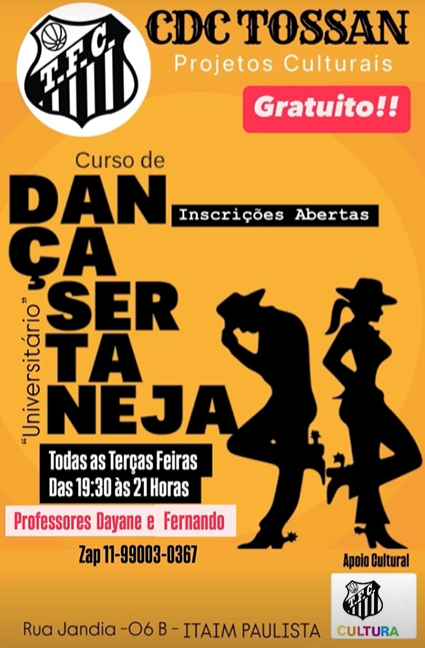 T.F.C.
CDC TOSSAN
Projetos Culturais
Gratuito!!
Curso de
DAN
ÇA
SER
TA
NEJA
"Universitário"
Inscrições Abertas
Todas as Terças Feiras
Das 19:30 às 21 Horas
Professores Dayane e Fernando
Zap 11-99003-0367
Apoio Cultural
T.F.C.
CULTURA
Rua Jandia -06 B - ITAIM PAULISTA